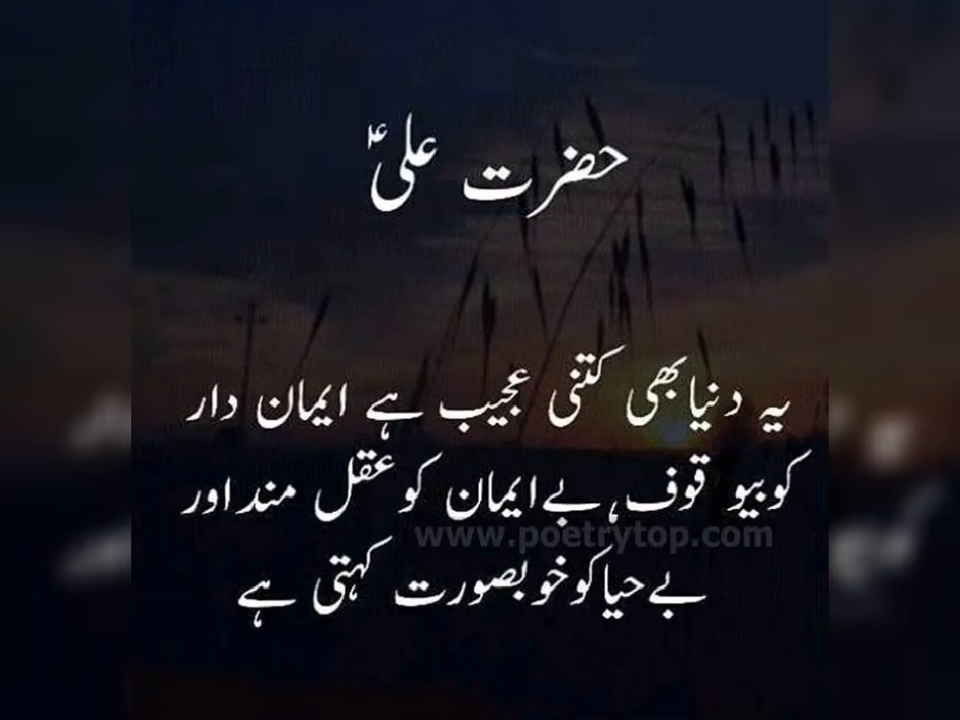 حضرت علیؑ
یہ دنیا بھی کتنی عجیب ہے ایمان دار
کو بیوقوف، بے ایمان کو عقل مند اور
www.poetrytop.com
بے حیا کو خوبصورت کہتی ہے